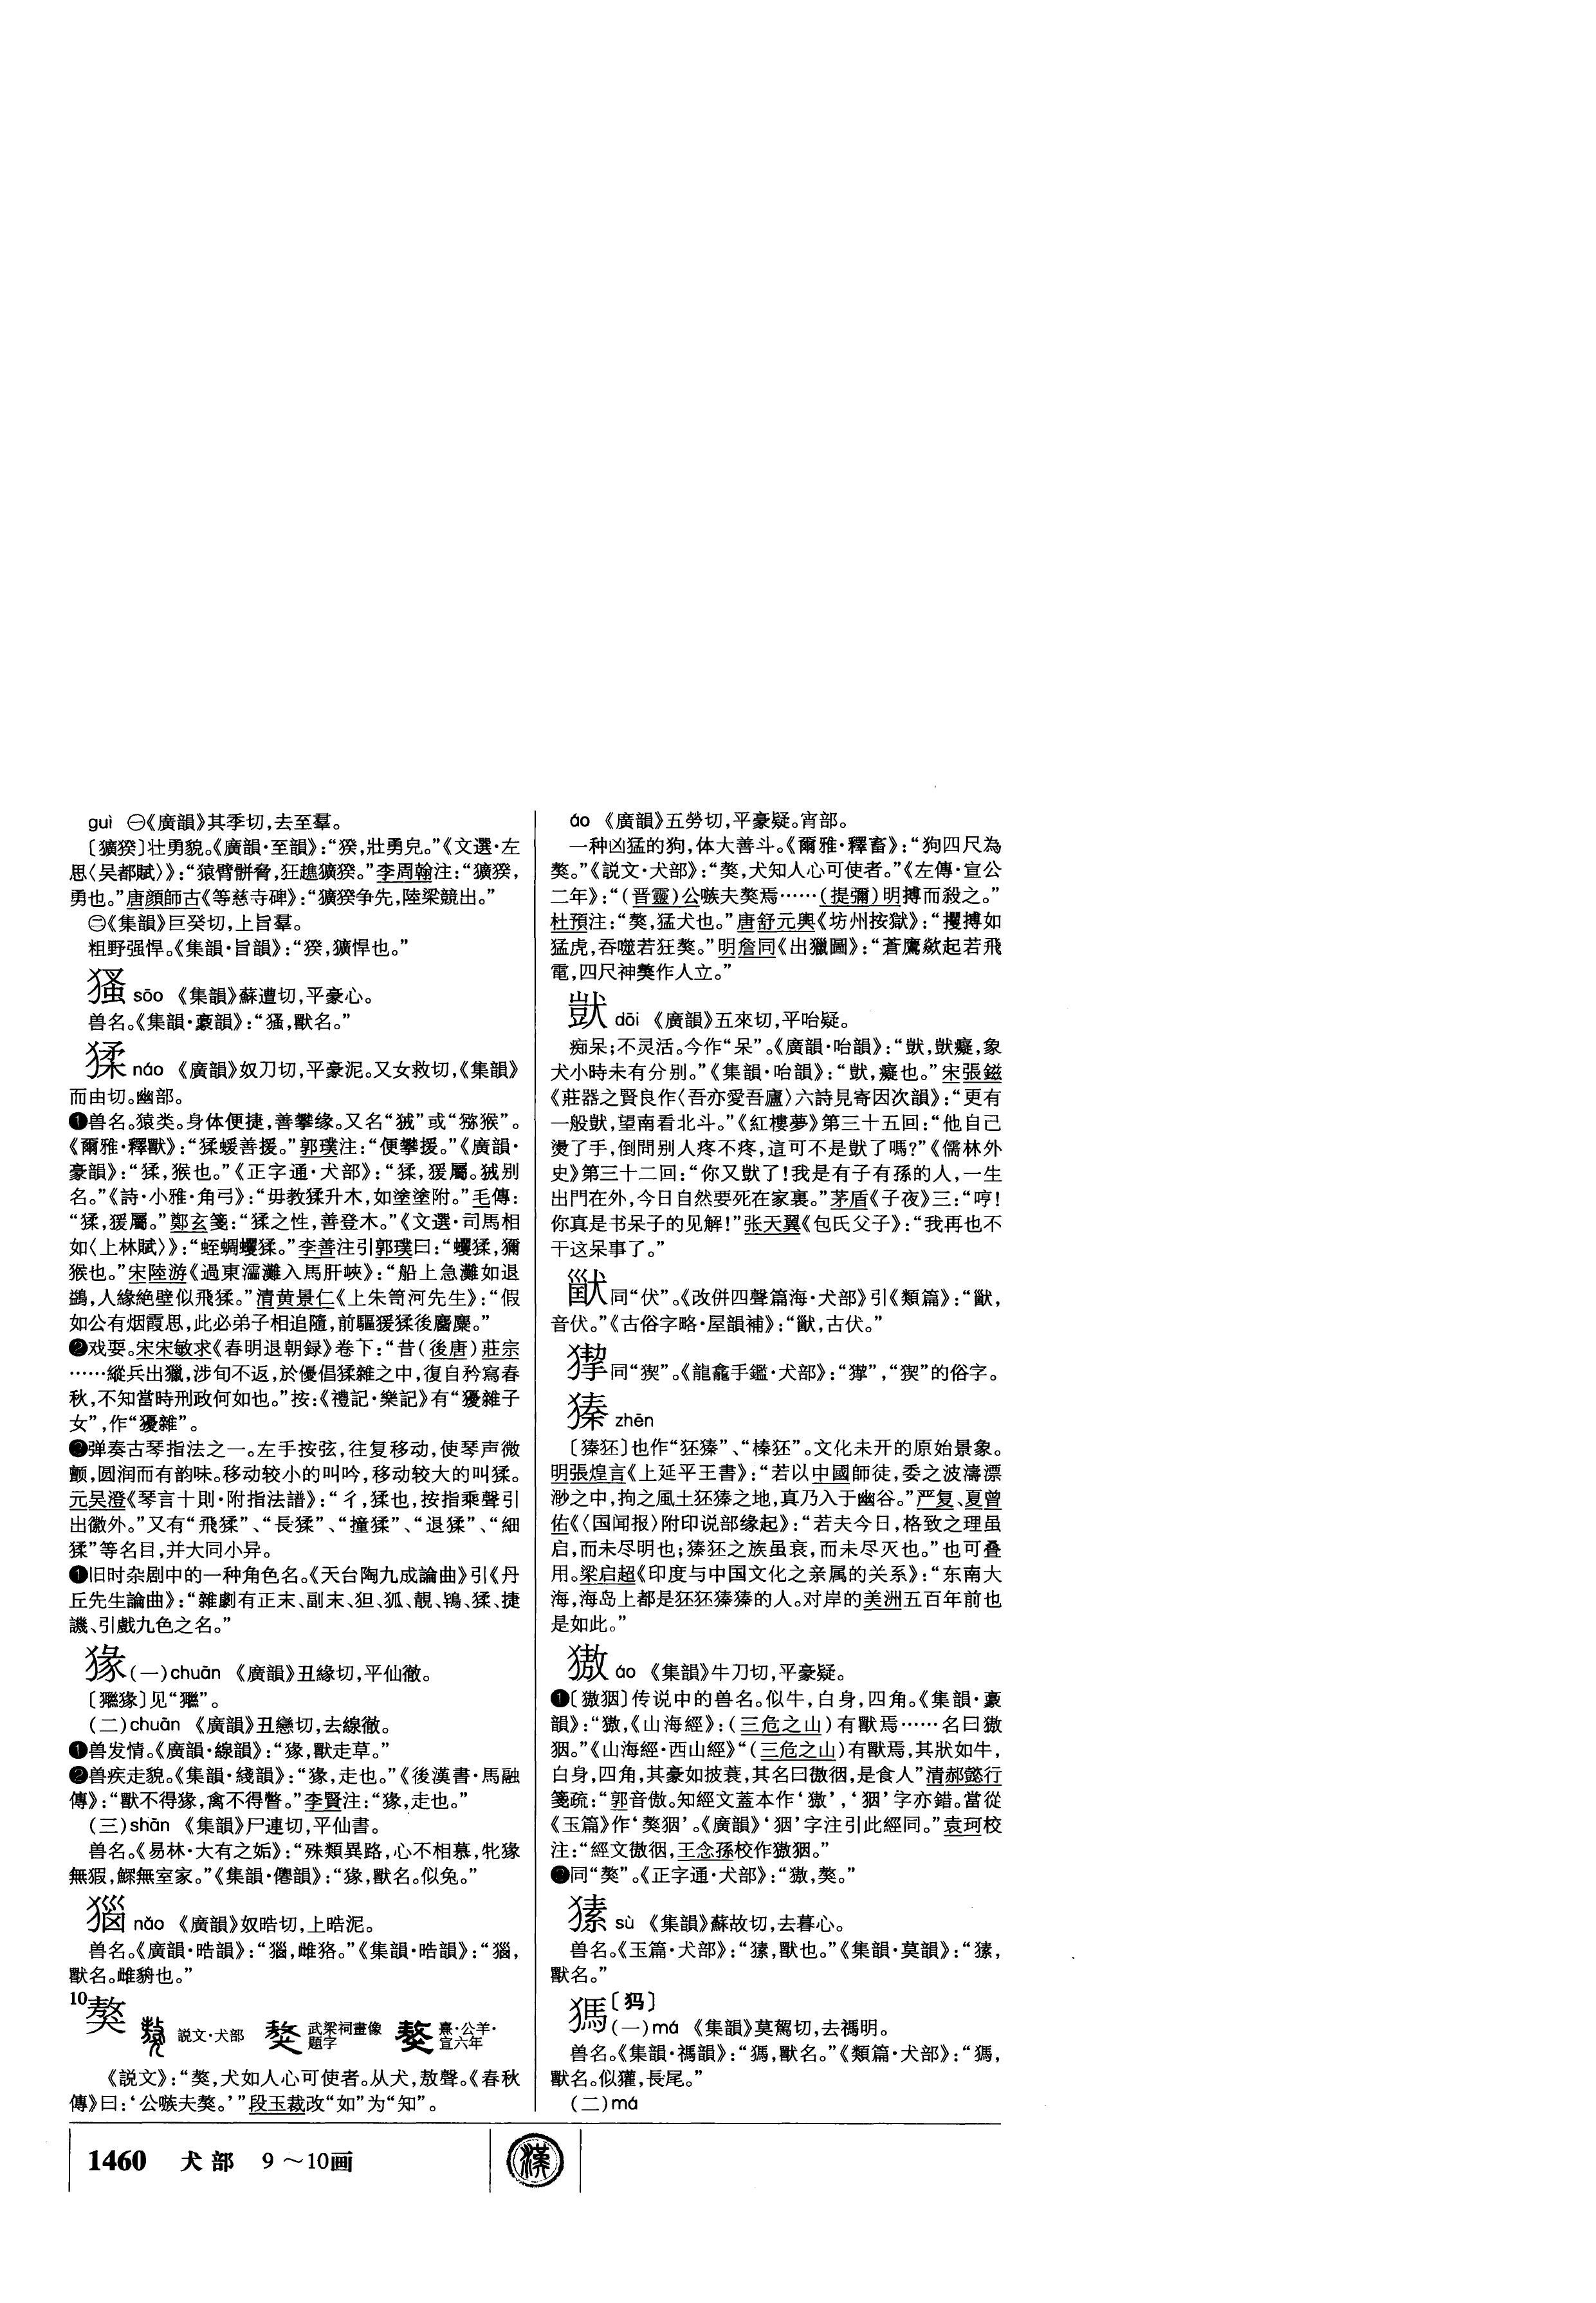 guì ㊀《廣韻》其季切,去至羣。
〔獷猤〕壮勇貌。《廣韻·至韻》:“猤,壯勇皃。”《文選·左
思〈吴都賦〉》:“猿臂骿脅,狂趭獷猤。”李周翰注:“獷猤,
勇也。”唐顔師古《等慈寺碑》:“獷猤争先,陸梁競出。”
㊁《集韻》巨癸切,上旨羣。
粗野强悍。《集韻·旨韻》:“猤,獷悍也。”
㺐 sāo 《集韻》蘇遭切,平豪心。
兽名。《集韻·豪韻》:“㺐,獸名。”
猱 náo 《廣韻》奴刀切,平豪泥。又女救切,《集韻》
而由切。幽部。
❶兽名。猿类。身体便捷,善攀缘。又名“狨”或“猕猴”。
《爾雅·釋獸》:“猱蝯善援。”郭璞注:“便攀援。”《廣韻·
豪韻》:“猱,猴也。”《正字通·犬部》:“猱,猨屬。狨别
名。”《詩·小雅·角弓》:“毋教猱升木,如塗塗附。”毛傳:
“猱,猨屬。”鄭玄箋:“猱之性,善登木。”《文選·司馬相
如〈上林賦〉》:“蛭蜩蠼猱。”李善注引郭璞曰:“蠼猱,獼
猴也。”宋陸游《過東灀灘入馬肝峽》:“船上急灘如退
鷁,人緣絶壁似飛猱。”清黄景仁《上朱笥河先生》:“假
如公有烟霞思,此必弟子相追隨,前驅猨猱後麕麋。”
❷戏耍。宋宋敏求《春明退朝録》卷下:“昔(後唐)莊宗
……縱兵出獵,涉旬不返,於優倡猱雜之中,復自矜寫春
秋,不知當時刑政何如也。”按:《禮記·樂記》有“獶雜子
女”,作“獶雜”。
❸弹奏古琴指法之一。左手按弦,往复移动,使琴声微
颤,圆润而有韵味。移动较小的叫吟,移动较大的叫猱。
元吴澄《琴言十則·附指法譜》:“犭,猱也,按指乘聲引
出徽外。”又有“飛猱”、“長猱”、“撞猱”、“退猱”、“細
猱”等名目,并大同小异。
❶旧时杂剧中的一种角色名。《天台陶九成論曲》引《丹
丘先生論曲》:“雜劇有正末、副末、狚、狐、靚、鴇、猱、捷
譏、引戲九色之名。”
猭 (一)chuān 《廣韻》丑緣切,平仙徹。
〔獬猭〕见“獬”。
(二)chuān 《廣韻》丑戀切,去線徹。
❶兽发情。《廣韻·線韻》:“猭,獸走草。”
❷兽疾走貌。《集韻·綫韻》:“猭,走也。”《後漢書·馬融
傳》:“獸不得猭,禽不得瞥。”李賢注:“猭,走也。”
(三)shān 《集韻》尸連切,平仙書。
兽名。《易林·大有之姤》:“殊類異路,心不相慕,牝猭
無猳,鰥無室家。”《集韻·僊韻》:“猭,獸名。似兔。”
㺁 nǎo 《廣韻》奴晧切,上晧泥。
兽名。《廣韻·晧韻》:“㺁,雌狢。”《集韻·晧韻》:“㺁,
獸名。雌貈也。”
10
獒 説文·犬部 武梁祠畫像題字 熹·公羊·宣六年
《説文》:“獒,犬如人心可使者。从犬,敖聲。《春秋
傳》曰:‘公嗾夫獒。’”段玉裁改“如”为“知”。
áo 《廣韻》五勞切,平豪疑。宵部。
一种凶猛的狗,体大善斗。《爾雅·釋畜》:“狗四尺為
獒。”《説文·犬部》:“獒,犬知人心可使者。”《左傳·宣公
二年》:“(晋靈)公嗾夫獒焉……(提彌)明搏而殺之。”
杜預注:“獒,猛犬也。”唐舒元輿《坊州按獄》:“攫搏如
猛虎,吞噬若狂獒。”明詹同《出獵圖》:“蒼鷹欻起若飛
電,四尺神獒作人立。”
獃 dāi 《廣韻》五來切,平咍疑。
痴呆;不灵活。今作“呆”。《廣韻·咍韻》:“獃,獃癡,象
犬小時未有分别。”《集韻·咍韻》:“獃,癡也。”宋張鎡
《莊器之賢良作〈吾亦愛吾廬〉六詩見寄因次韻》:“更有
一般獃,望南看北斗。”《紅樓夢》第三十五回:“他自己
燙了手,倒問别人疼不疼,這可不是獃了嗎?”《儒林外
史》第三十二回:“你又獃了!我是有子有孫的人,一生
出門在外,今日自然要死在家裏。”茅盾《子夜》三:“哼!
你真是书呆子的见解!”张天翼《包氏父子》:“我再也不
干这呆事了。”
同“伏”。《改併四聲篇海·犬部》引《類篇》:“
音伏。”《古俗字略·屋韻補》:“,古伏。”
同“猰”。《龍龕手鑑·犬部》:“”,“猰”的俗字。
獉 zhēn
〔獉狉〕也作“狉獉”、“榛狉”。文化未开的原始景象。
明張煌言《上延平王書》:“若以中國師徒,委之波濤漂
渺之中,拘之風土狉獉之地,真乃入于幽谷。”严复、夏曾
佑《〈国闻报〉附印说部缘起》:“若夫今日,格致之理虽
启,而未尽明也;獉狉之族虽衰,而未尽灭也。”也可叠
用。梁启超《印度与中国文化之亲属的关系》:“东南大
海,海岛上都是狉狉獉獉的人。对岸的美洲五百年前也
是如此。”
獓 áo 《集韻》牛刀切,平豪疑。
❶〔獓㹶〕传说中的兽名。似牛,白身,四角。《集韻·豪
韻》:“獓,《山海經》:(三危之山)有獸焉……名曰獓
㹶。”《山海經·西山經》“(三危之山)有獸焉,其狀如牛,
白身,四角,其豪如披蓑,其名曰傲㐁,是食人”清郝懿行
箋疏:“郭音傲。知經文蓋本作‘獓’,‘㹶’字亦錯。當從
《玉篇》作‘獒㹶’。《廣韻》‘㹶’字注引此經同。”袁珂校
注:“經文傲㐁,王念孫校作獓㹶。”
❷同“獒”。《正字通·犬部》:“獓,獒。”
㺉 sù 《集韻》蘇故切,去暮心。
兽名。《玉篇·犬部》:“㺉,獸也。”《集韻·莫韻》:“㺉,
獸名。”
獁〔犸〕
(一)mà 《集韻》莫駕切,去禡明。
兽名。《集韻·禡韻》:“獁,獸名。”《類篇·犬部》:“獁,
獸名。似獾,長尾。”
(二)mǎ
1460 犬部 9～10画
漢